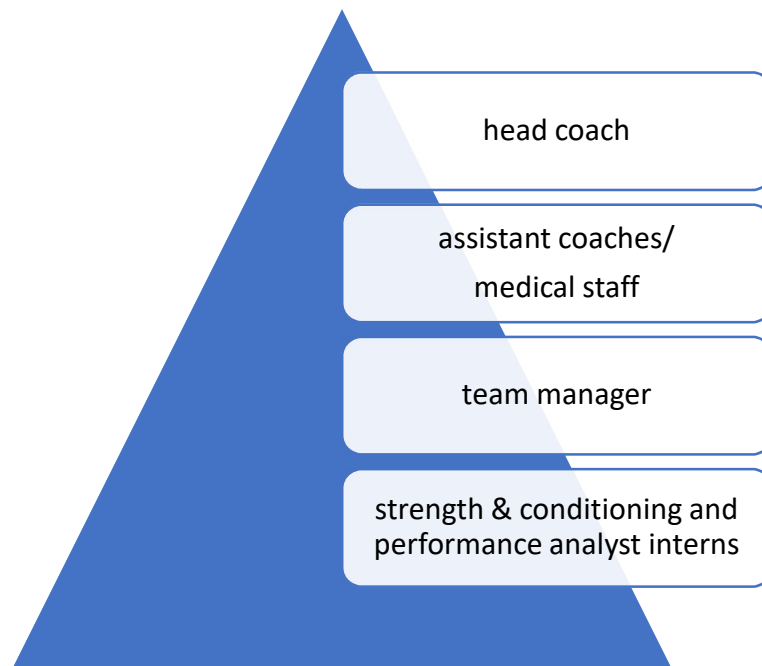 head coach
assistant coaches/
medical staff
team manager
strength & conditioning and
performance analyst interns